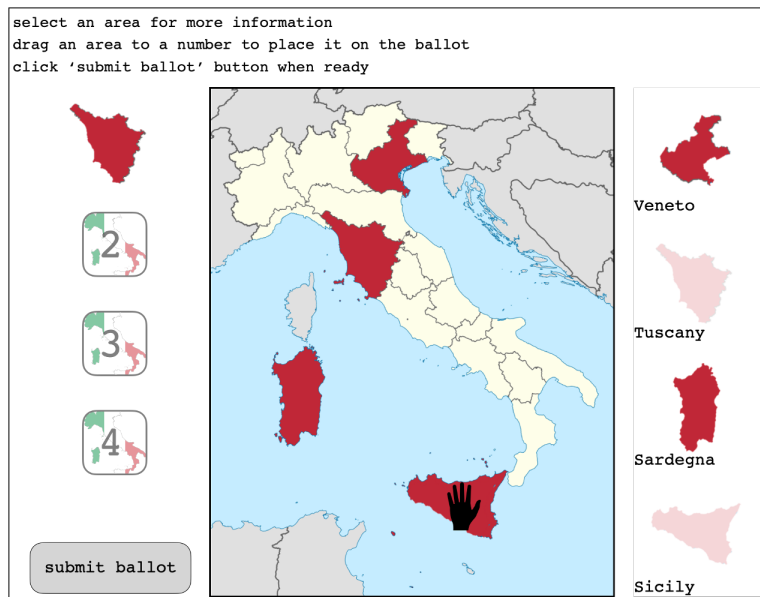 select an area for more information
drag an area to a number to place it on the ballot
click ‘submit ballot’ button when ready
2
3
4
submit ballot
Veneto
Tuscany
Sardegna
Sicily